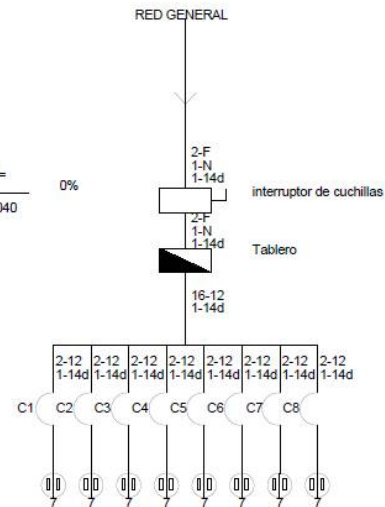 RED GENERAL
2-F
1-N
1-14d
=
0%
040
interruptor de cuchillas
2-F
1-N
1-14d
Tablero
16-12
1-14d
2-12 2-12 2-12 2-12 2-12 2-12 2-12 2-12
1-14d 1-14d 1-14d 1-14d 1-14d 1-14d 1-14d 1-14d
C1 C2 C3 C4 C5 C6 C7 C8
7 7 7 7 7 7 7 7